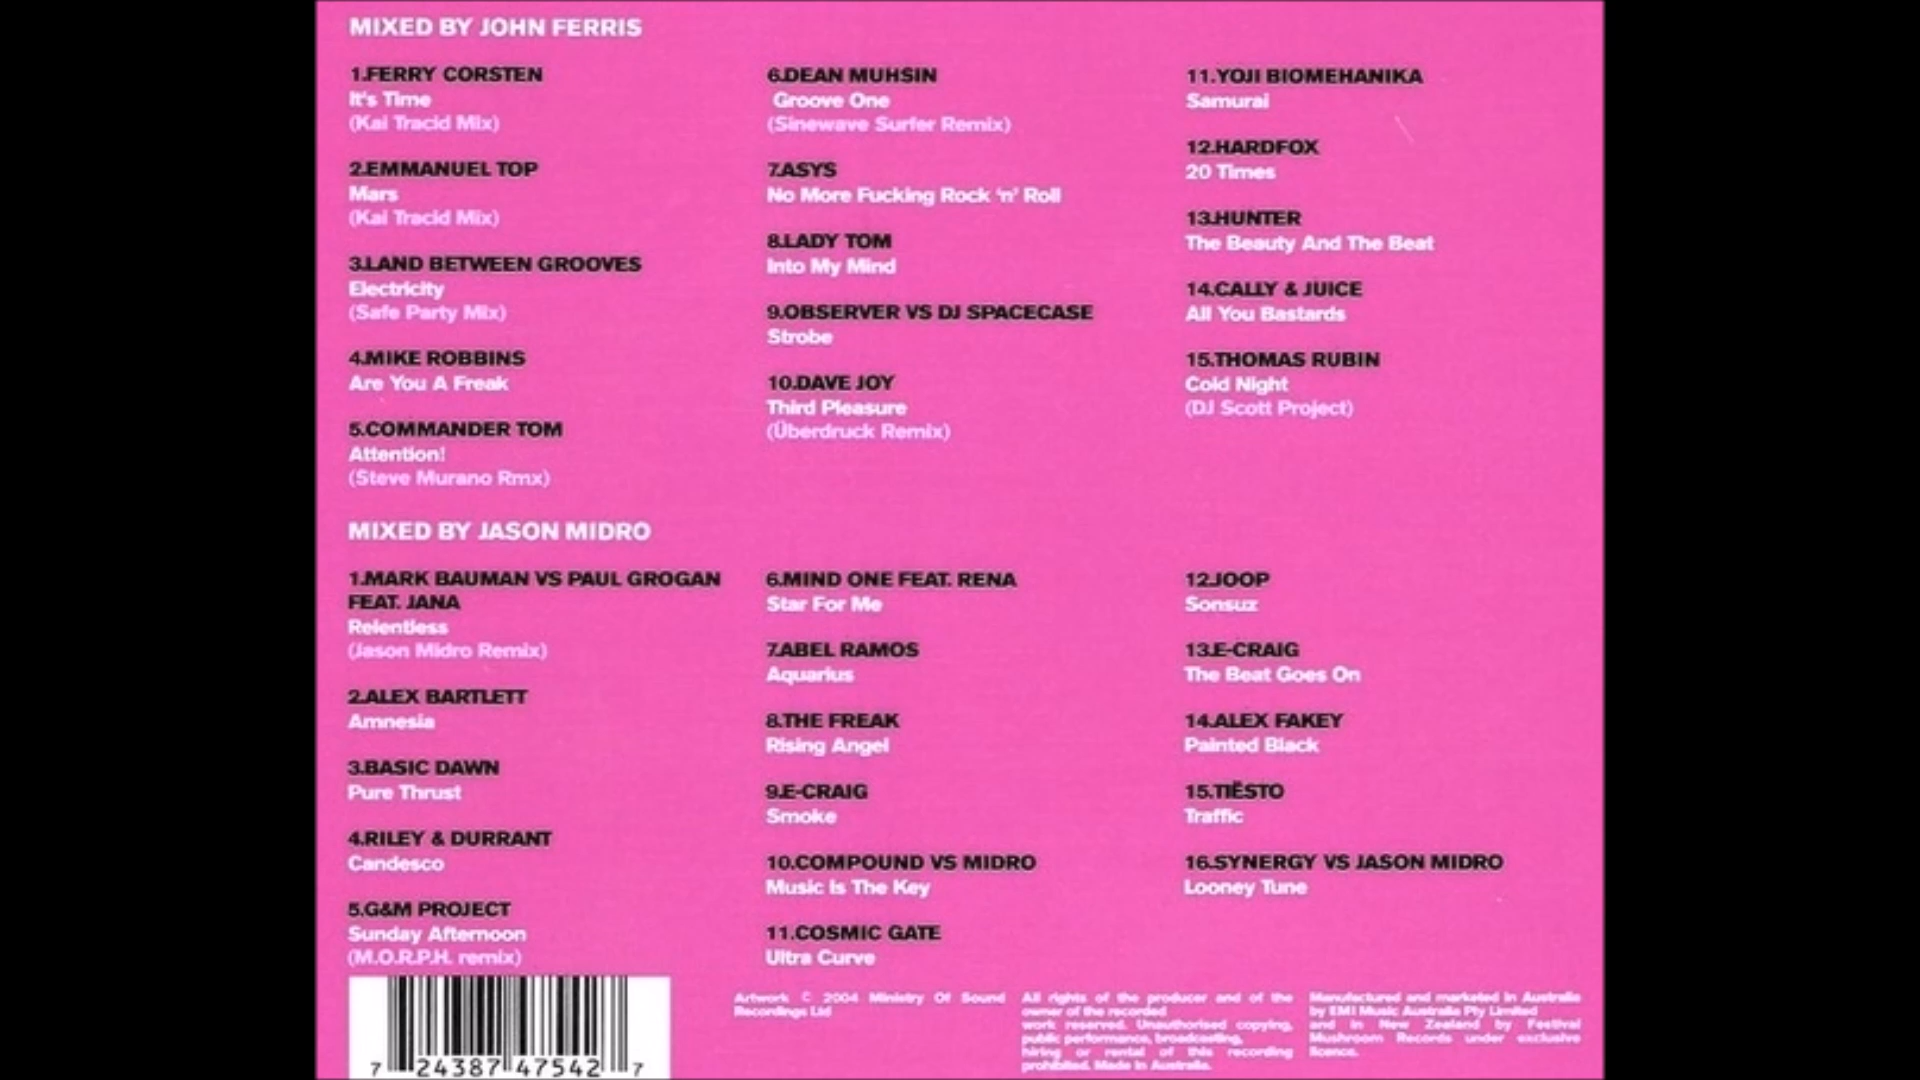 MIXED BY JOHN FERRIS
1.FERRY CORSTEN
It's Time
(Kai Tracid Mix)
2.EMMANUEL TOP
Mars
(Kai Tracid Mix)
3.LAND BETWEEN GROOVES
Electricity
(Safe Party Mix)
4.MIKE ROBBINS
Are You A Freak
5.COMMANDER TOM
Attention!
(Steve Murano Rmx)
6.DEAN MUHSIN
Groove One
(Sinewave Surfer Remix)
7.ASYS
No More Fucking Rock ‘n’ Roll
8.LADY TOM
Into My Mind
9.OBSERVER VS DJ SPACECASE
Strobe
10.DAVE JOY
Third Pleasure
(Überdruck Remix)
11.YOJI BIOMEHANIKA
Samurai
12.HARDFOX
20 Times
13.HUNTER
The Beauty And The Beat
14.CALLY & JUICE
All You Bastards
15.THOMAS RUBIN
Cold Night
(DJ Scott Project)
MIXED BY JASON MIDRO
1.MARK BAUMAN VS PAUL GROGAN
FEAT. JANA
Relentless
(Jason Midro Remix)
2.ALEX BARTLETT
Amnesia
3.BASIC DAWN
Pure Thrust
4.RILEY & DURRANT
Candesco
5.G&M PROJECT
Sunday Afternoon
(M.O.R.P.H. remix)
6.MIND ONE FEAT. RENA
Star For Me
7.ABEL RAMOS
Aquarius
8.THE FREAK
Rising Angel
9.E-CRAIG
Smoke
10.COMPOUND VS MIDRO
Music Is The Key
11.COSMIC GATE
Ultra Curve
12.JOOP
Sonsuz
13.E-CRAIG
The Beat Goes On
14.ALEX FAKEY
Painted Black
15.TIËSTO
Traffic
16.SYNERGY VS JASON MIDRO
Looney Tune
7 24387 47542 7
Artwork © 2004 Ministry Of Sound
Recordings Ltd
All rights of the producer and of the
owner of the recorded
work reserved. Unauthorised copying,
public performance, broadcasting,
hiring or rental of this recording
prohibited. Made in Australia.
Manufactured and marketed in Australia
by EMI Music Australia Pty Limited
and in New Zealand by Festival
Mushroom Records under exclusive
licence.